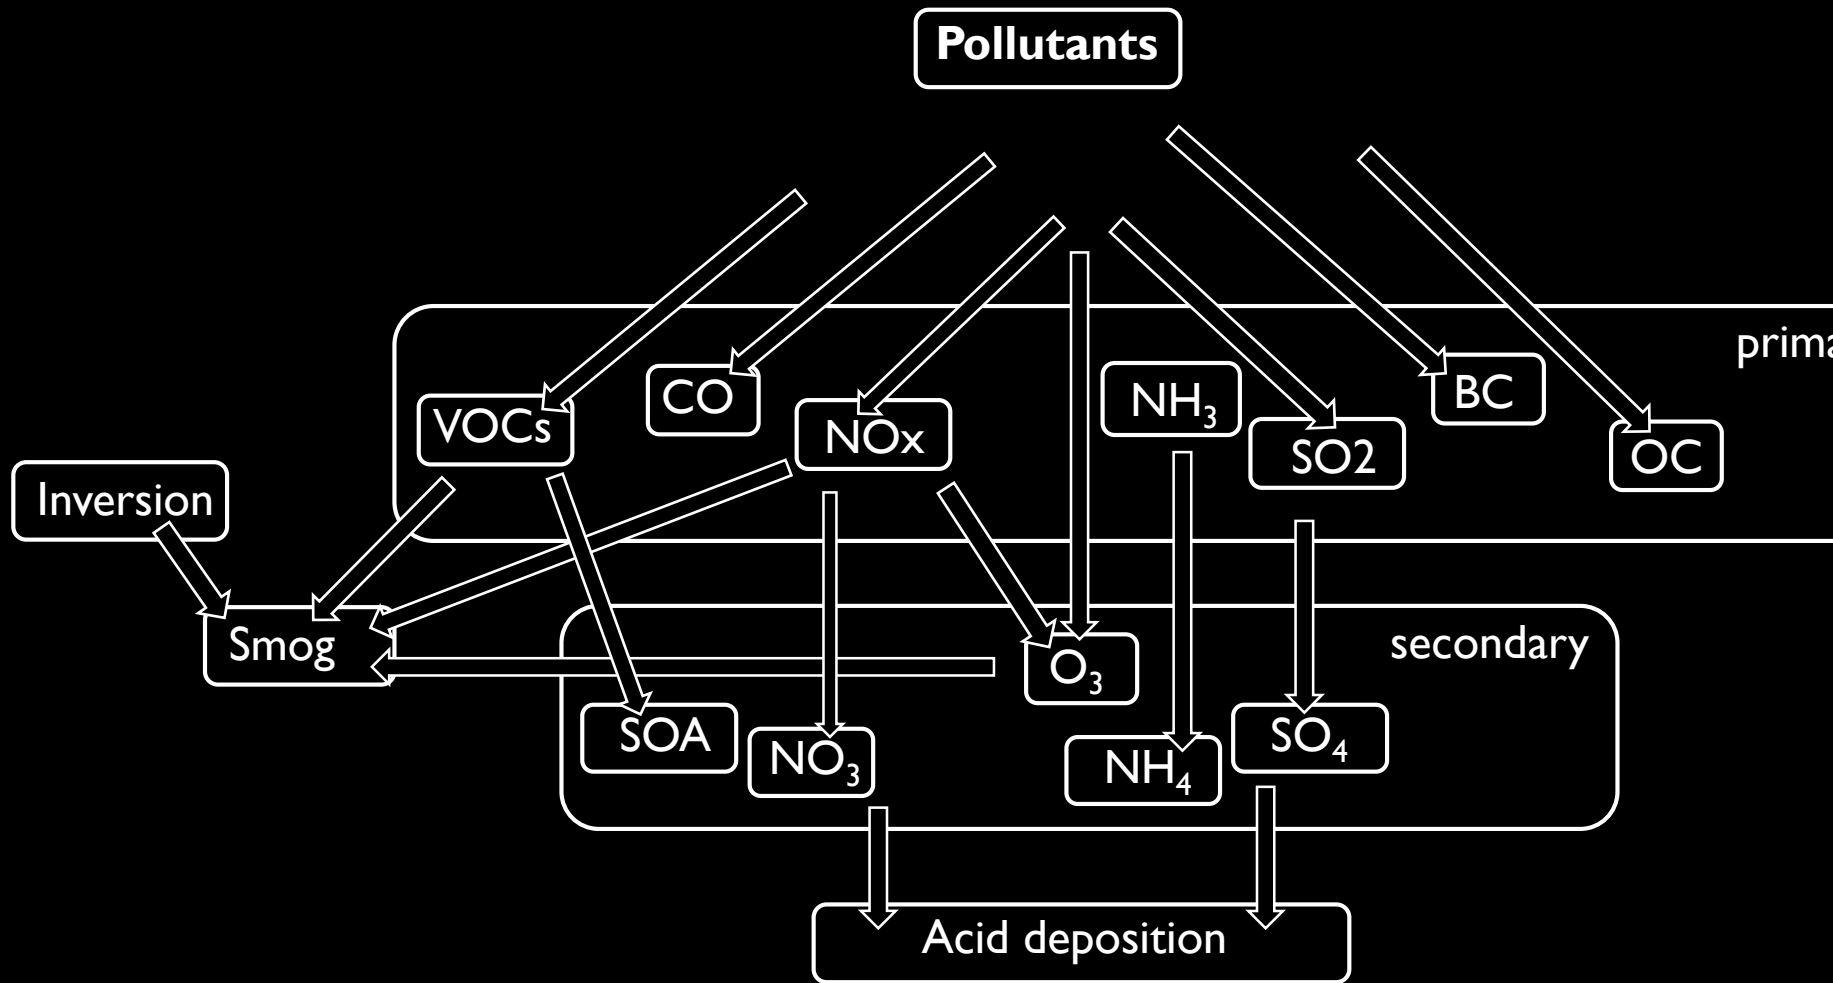 Pollutants
prima
VOCs
CO
NOx
NH₃
SO2
BC
OC
Inversion
Smog
secondary
SOA
NO₃
O₃
NH₄
SO₄
Acid deposition